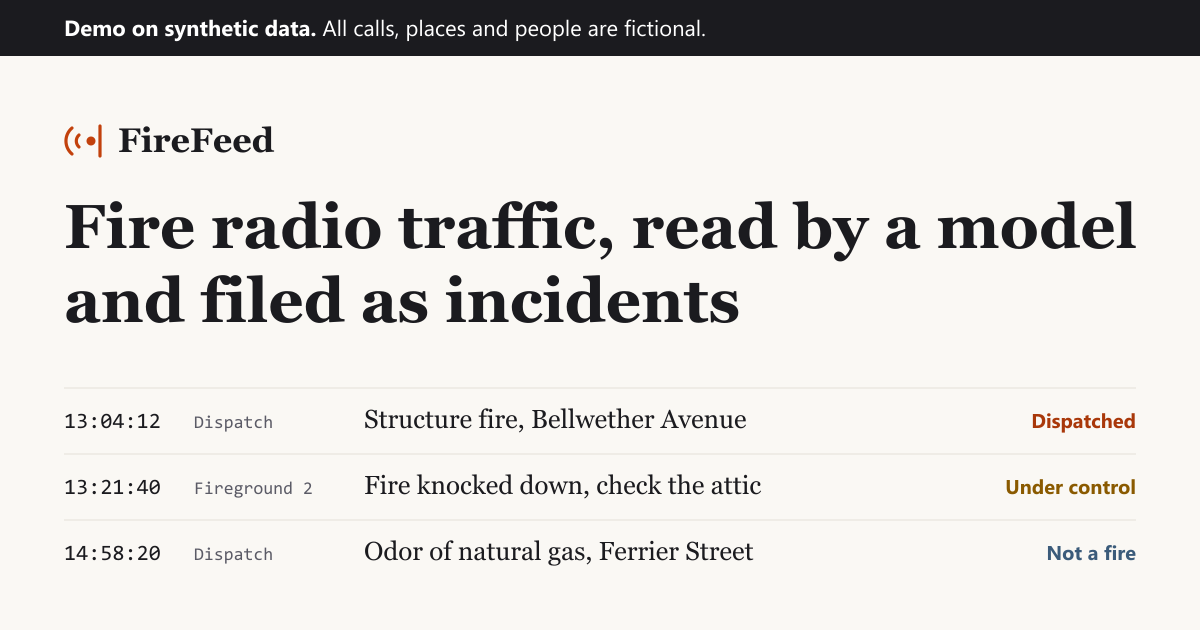 Demo on synthetic data. All calls, places and people are fictional.
FireFeed
Fire radio traffic, read by a model
and filed as incidents
13:04:12 Dispatch Structure fire, Bellwether Avenue Dispatched
13:21:40 Fireground 2 Fire knocked down, check the attic Under control
14:58:20 Dispatch Odor of natural gas, Ferrier Street Not a fire